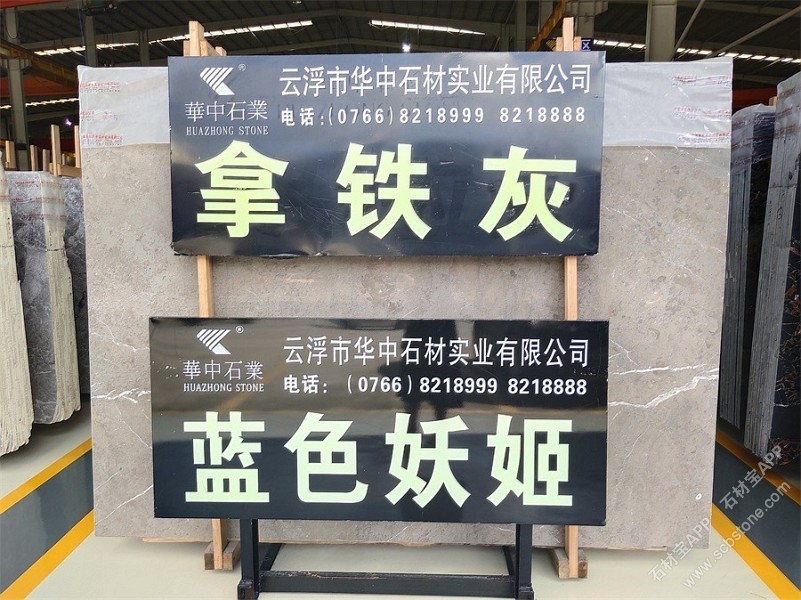 華中石業
HUAZHONG STONE
®
云浮市华中石材实业有限公司
电话:(0766)8218999 8218888
拿铁灰
華中石業
HUAZHONG STONE
®
云浮市华中石材实业有限公司
电话:(0766)8218999 8218888
蓝色妖姬
石材宝APP
石材宝APP
www.scbstone.com